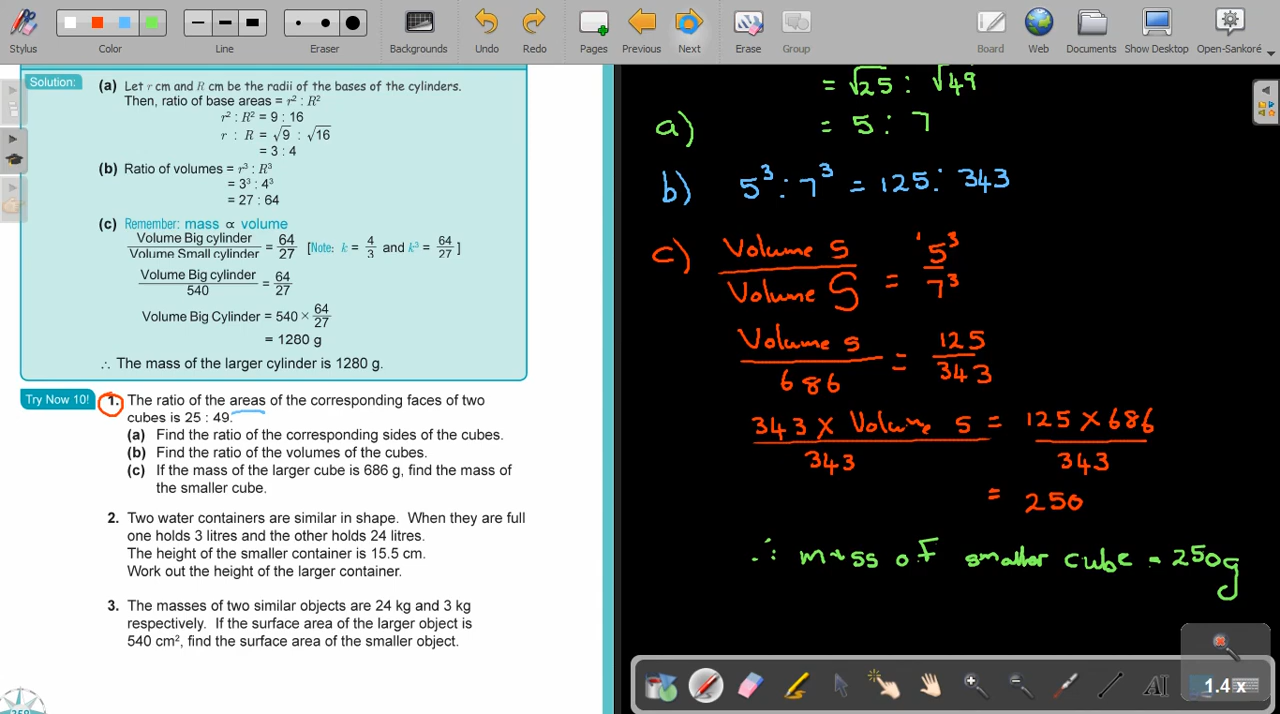 Stylus Color Line Eraser Backgrounds Undo Redo Pages Previous Next Erase Group Board Web Documents Show Desktop Open-Sankoré
Solution:
(a) Let r cm and R cm be the radii of the bases of the cylinders.
Then, ratio of base areas = r² : R²
r² : R² = 9 : 16
r : R = √9 : √16
= 3 : 4
(b) Ratio of volumes = r³ : R³
= 3³ : 4³
= 27 : 64
(c) Remember: mass ∝ volume
Volume Big cylinder / Volume Small cylinder = 64/27 [Note: k = 4/3 and k³ = 64/27]
Volume Big cylinder / 540 = 64/27
Volume Big Cylinder = 540 × 64/27
= 1280 g
∴ The mass of the larger cylinder is 1280 g.
Try Now 10!
1. The ratio of the areas of the corresponding faces of two
cubes is 25 : 49.
(a) Find the ratio of the corresponding sides of the cubes.
(b) Find the ratio of the volumes of the cubes.
(c) If the mass of the larger cube is 686 g, find the mass of
the smaller cube.
2. Two water containers are similar in shape. When they are full
one holds 3 litres and the other holds 24 litres.
The height of the smaller container is 15.5 cm.
Work out the height of the larger container.
3. The masses of two similar objects are 24 kg and 3 kg
respectively. If the surface area of the larger object is
540 cm², find the surface area of the smaller object.
= √25 : √49
a) = 5 : 7
b) 5³ : 7³ = 125 : 343
c) Volume s / Volume S = 5³ / 7³
Volume s / 686 = 125 / 343
343 × Volume s / 343 = 125 × 686 / 343
= 250
∴ mass of smaller cube = 250g
1.4 x